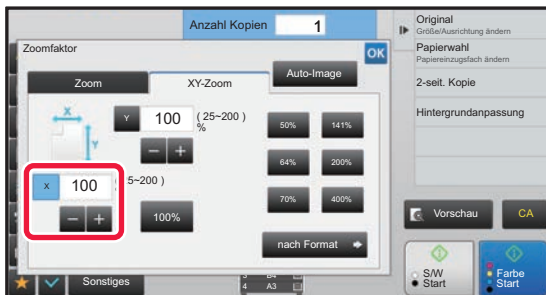 Anzahl Kopien 1
Original
Größe/Ausrichtung ändern
Papierwahl
Papiereinzugsfach ändern
2-seit. Kopie
Hintergrundanpassung
Zoomfaktor
OK
Zoom
XY-Zoom
Auto-Image
X
Y
Y
100
( 25~200 )
%
50%
141%
X
100
5~200 )
64%
200%
100%
70%
400%
nach Format
Vorschau
CA
Sonstiges
4 A3
S/W
Start
Farbe
Start